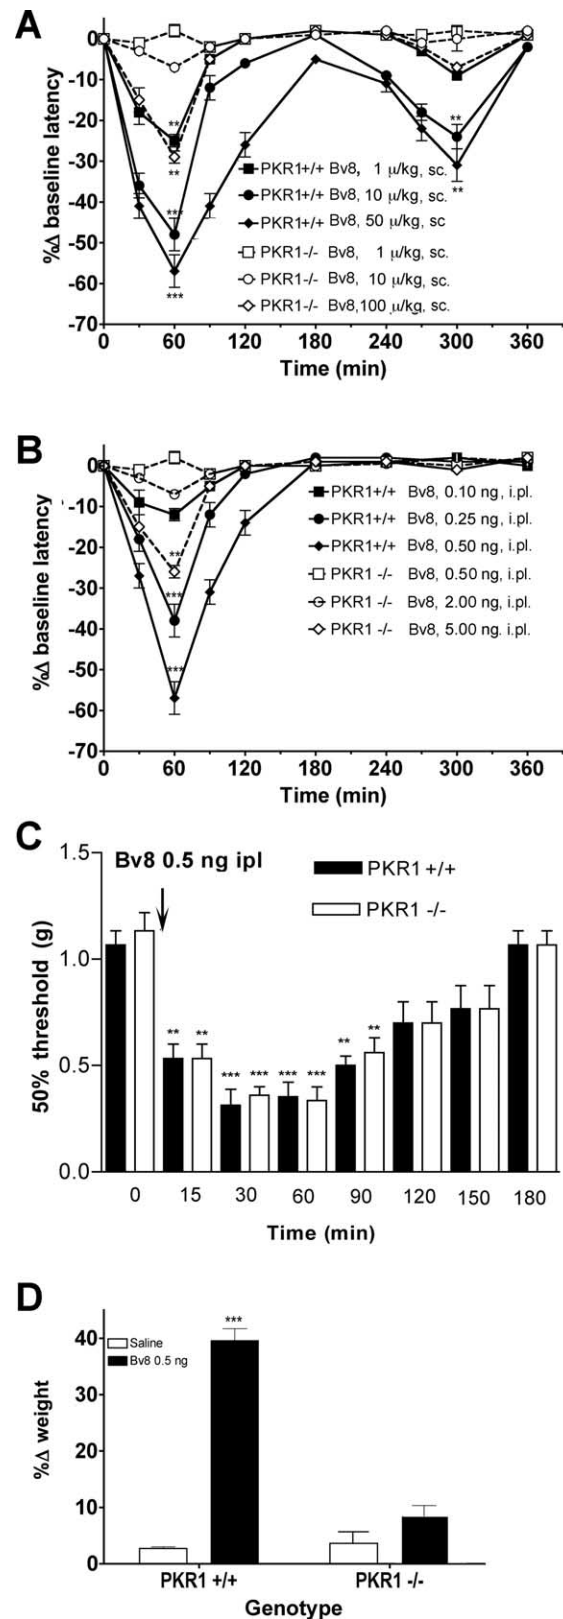 A
%Δ baseline latency
0
-10
-20
-30
-40
-50
-60
-70
**
**
***
***
**
**
PKR1+/+ Bv8, 1 μ/kg, sc.
PKR1+/+ Bv8, 10 μ/kg, sc.
PKR1+/+ Bv8, 50 μ/kg, sc
PKR1-/- Bv8, 1 μ/kg, sc.
PKR1-/- Bv8, 10 μ/kg, sc.
PKR1-/- Bv8,100 μ/kg, sc.
0 60 120 180 240 300 360
Time (min)
B
%Δ baseline latency
0
-10
-20
-30
-40
-50
-60
-70
**
***
***
PKR1+/+ Bv8, 0.10 ng, i.pl.
PKR1+/+ Bv8, 0.25 ng, i.pl.
PKR1+/+ Bv8, 0.50 ng, i.pl.
PKR1 -/- Bv8, 0.50 ng, i.pl.
PKR1 -/- Bv8, 2.00 ng, i.pl.
PKR1 -/- Bv8, 5.00 ng. i.pl.
0 60 120 180 240 300 360
Time (min)
C
Bv8 0.5 ng ipl
PKR1 +/+
PKR1 -/-
50% threshold (g)
1.5
1.0
0.5
0.0
** ** *** *** *** *** ** **
0 15 30 60 90 120 150 180
Time (min)
D
%Δ weight
40
30
20
10
0
Saline
Bv8 0.5 ng
***
PKR1 +/+ PKR1 -/-
Genotype